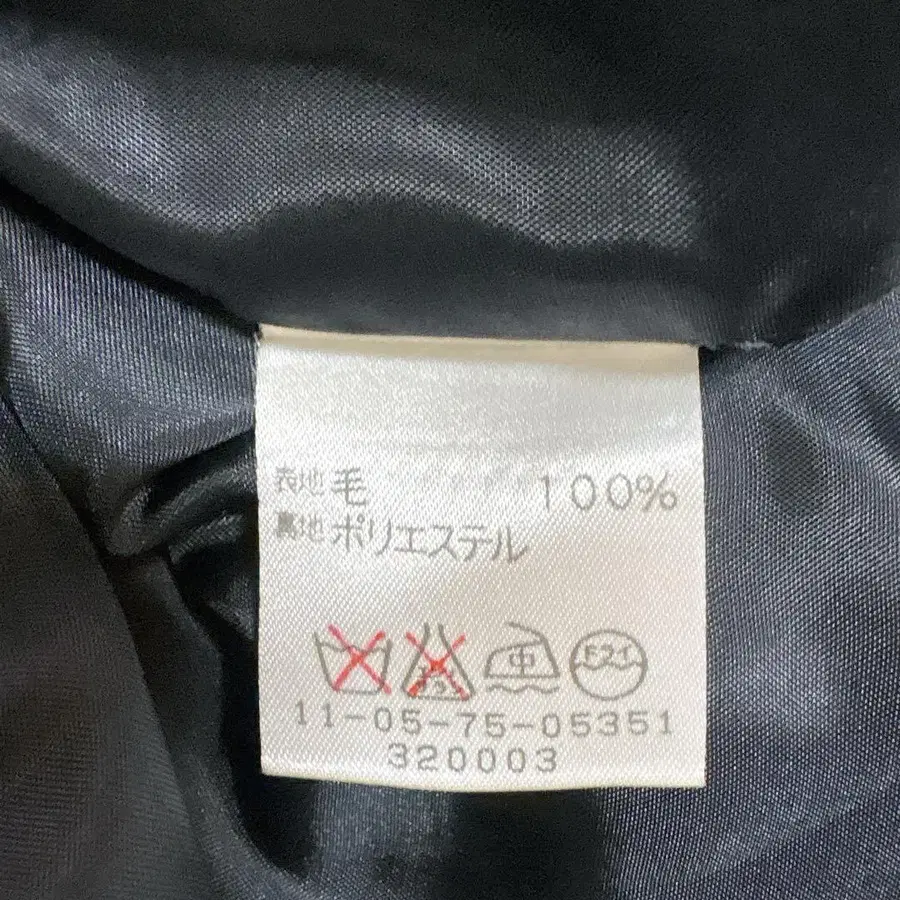 表地 毛 100%
裏地 ポリエステル
中 ドライ
11-05-75-05351
320003